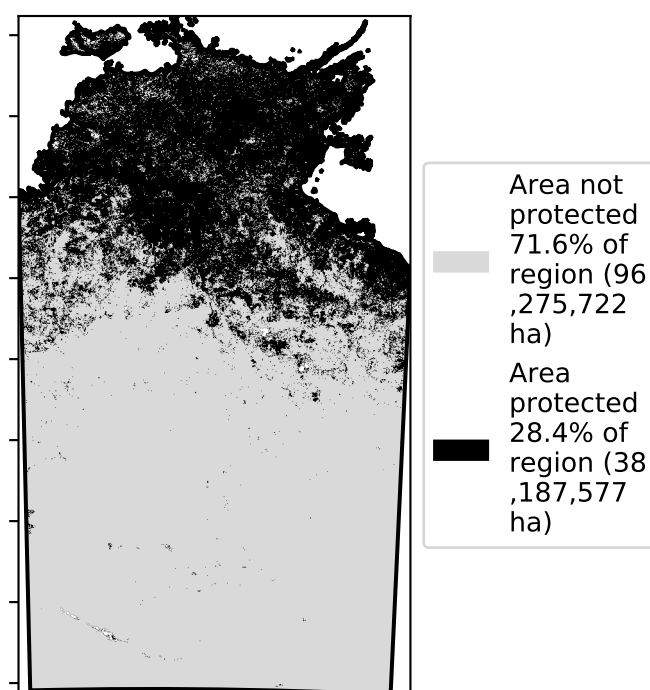 Area not
protected
71.6% of
region (96
,275,722
ha)
Area
protected
28.4% of
region (38
,187,577
ha)